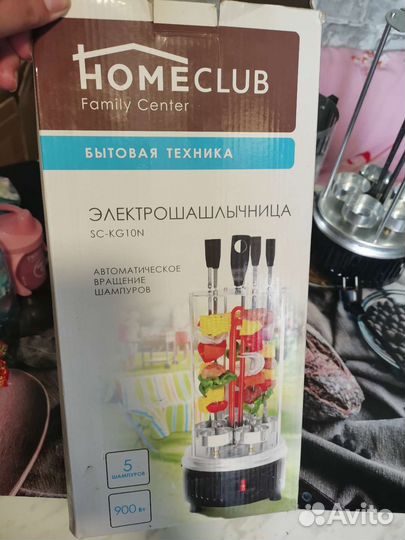 HOMECLUB
Family Center
БЫТОВАЯ ТЕХНИКА
ЭЛЕКТРОШАШЛЫЧНИЦА
SC-KG10N
АВТОМАТИЧЕСКОЕ
ВРАЩЕНИЕ
ШАМПУРОВ
5
ШАМПУРОВ
900 Вт
Avito